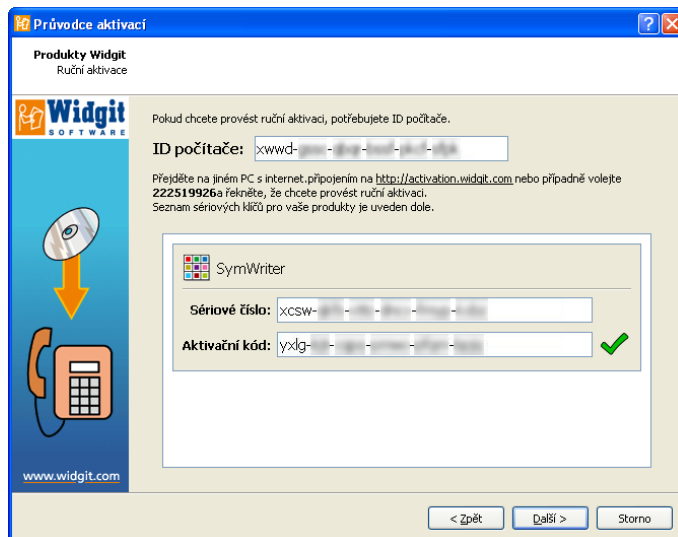 Průvodce aktivací
Produkty Widgit
Ruční aktivace
Widgit
SOFTWARE
Pokud chcete provést ruční aktivaci, potřebujete ID počítače.
ID počítače: xwwd-
Přejděte na jiném PC s internet.připojením na http://activation.widgit.com nebo případně volejte
222519926a řekněte, že chcete provést ruční aktivaci.
Seznam sériových klíčů pro vaše produkty je uveden dole.
SymWriter
Sériové číslo: xcsw-
Aktivační kód: yxlg-
www.widgit.com
< Zpět
Další >
Storno